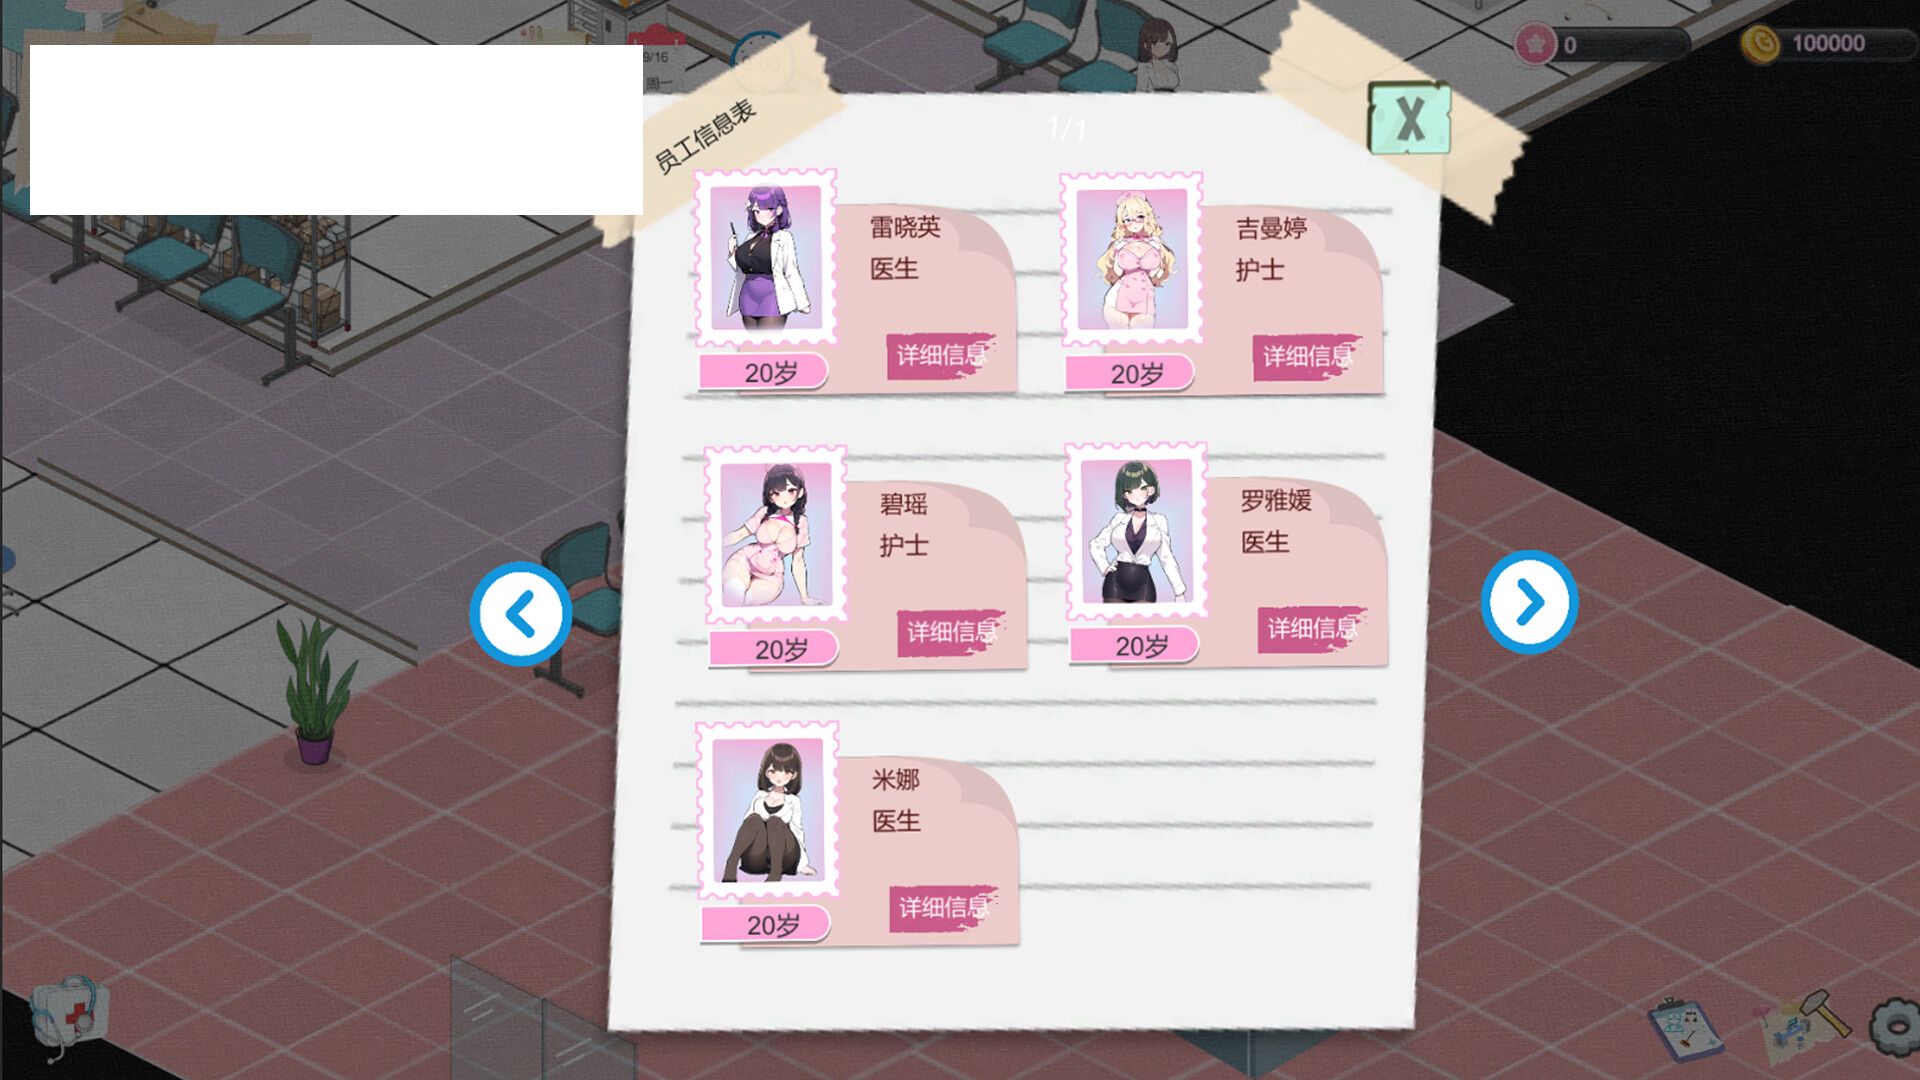 9/16
周一
0
100000
员工信息表
1/1
X
雷晓英
医生
详细信息
20岁
吉曼婷
护士
详细信息
20岁
碧瑶
护士
详细信息
20岁
罗雅媛
医生
详细信息
20岁
米娜
医生
详细信息
20岁